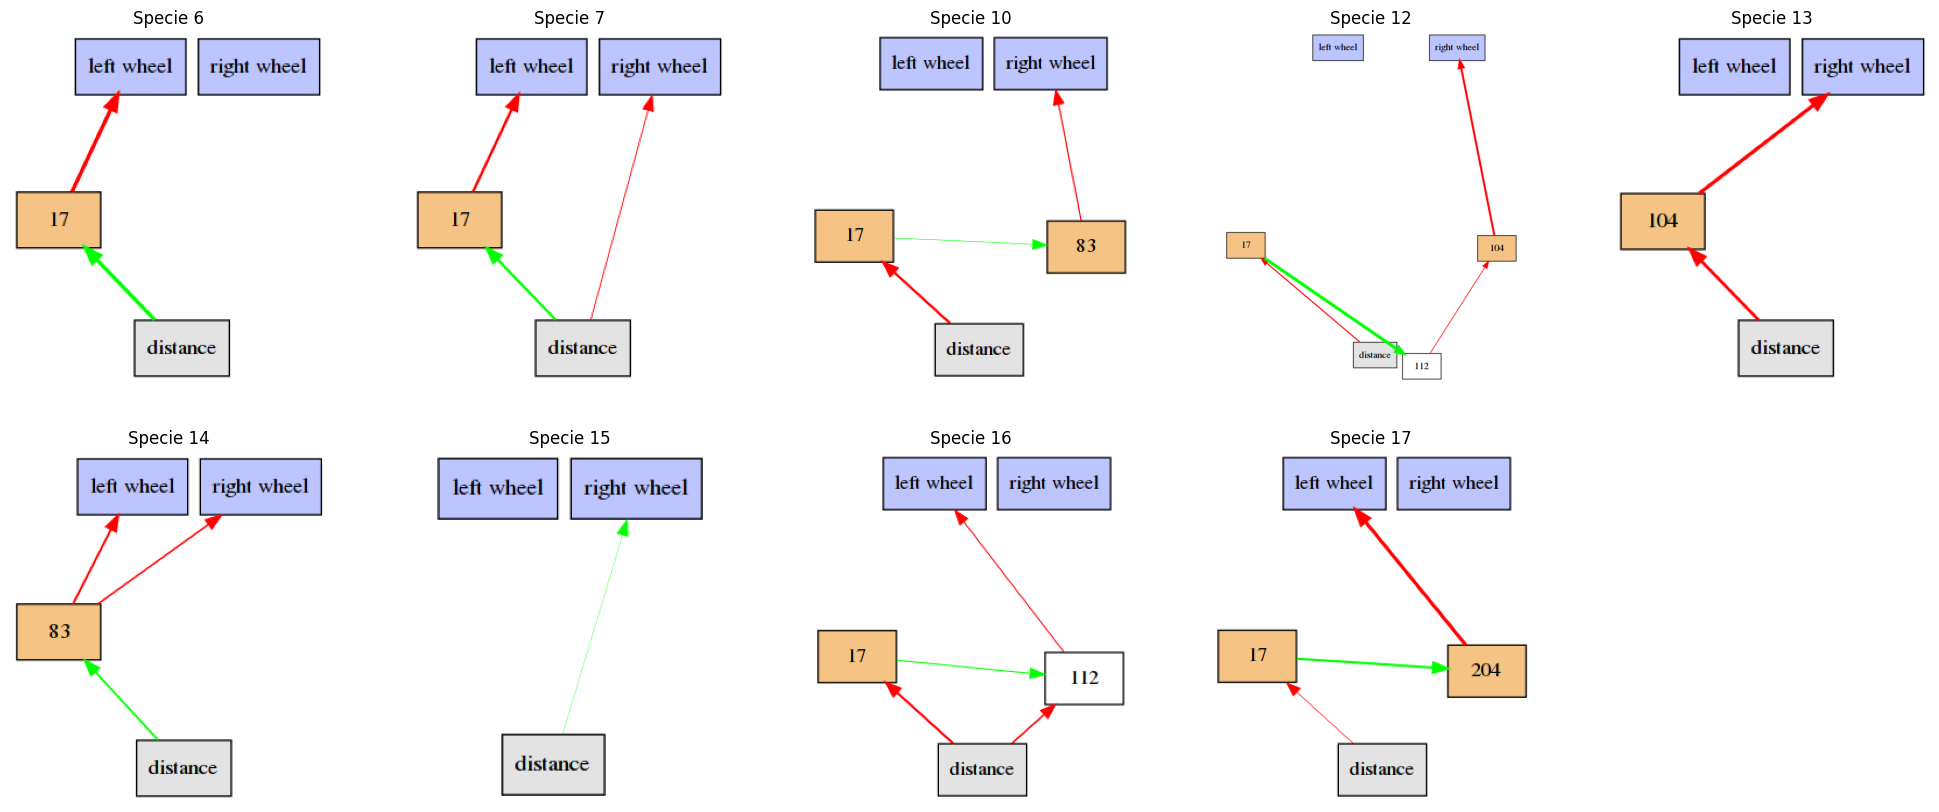 Specie 6
left wheel
right wheel
17
distance
Specie 7
left wheel
right wheel
17
distance
Specie 10
left wheel
right wheel
17
83
distance
Specie 12
left wheel
right wheel
17
104
distance
112
Specie 13
left wheel
right wheel
104
distance
Specie 14
left wheel
right wheel
83
distance
Specie 15
left wheel
right wheel
distance
Specie 16
left wheel
right wheel
17
112
distance
Specie 17
left wheel
right wheel
17
204
distance